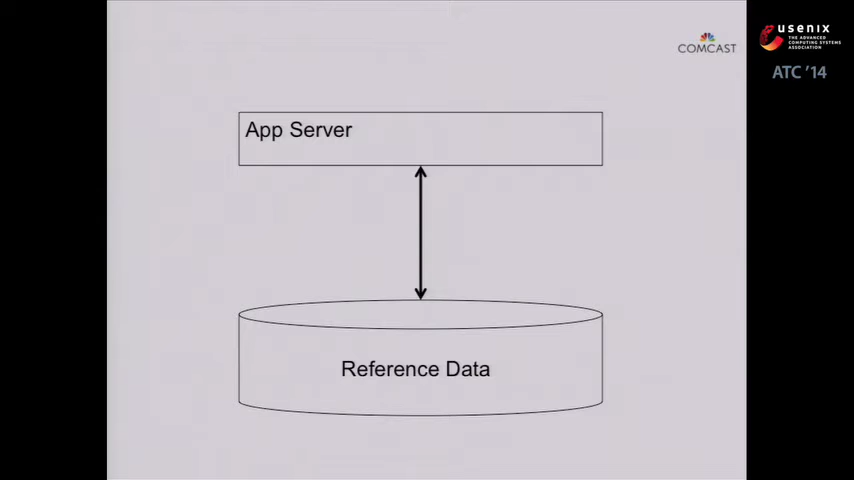 COMCAST
usenix
THE ADVANCED
COMPUTING SYSTEMS
ASSOCIATION
ATC '14
App Server
Reference Data